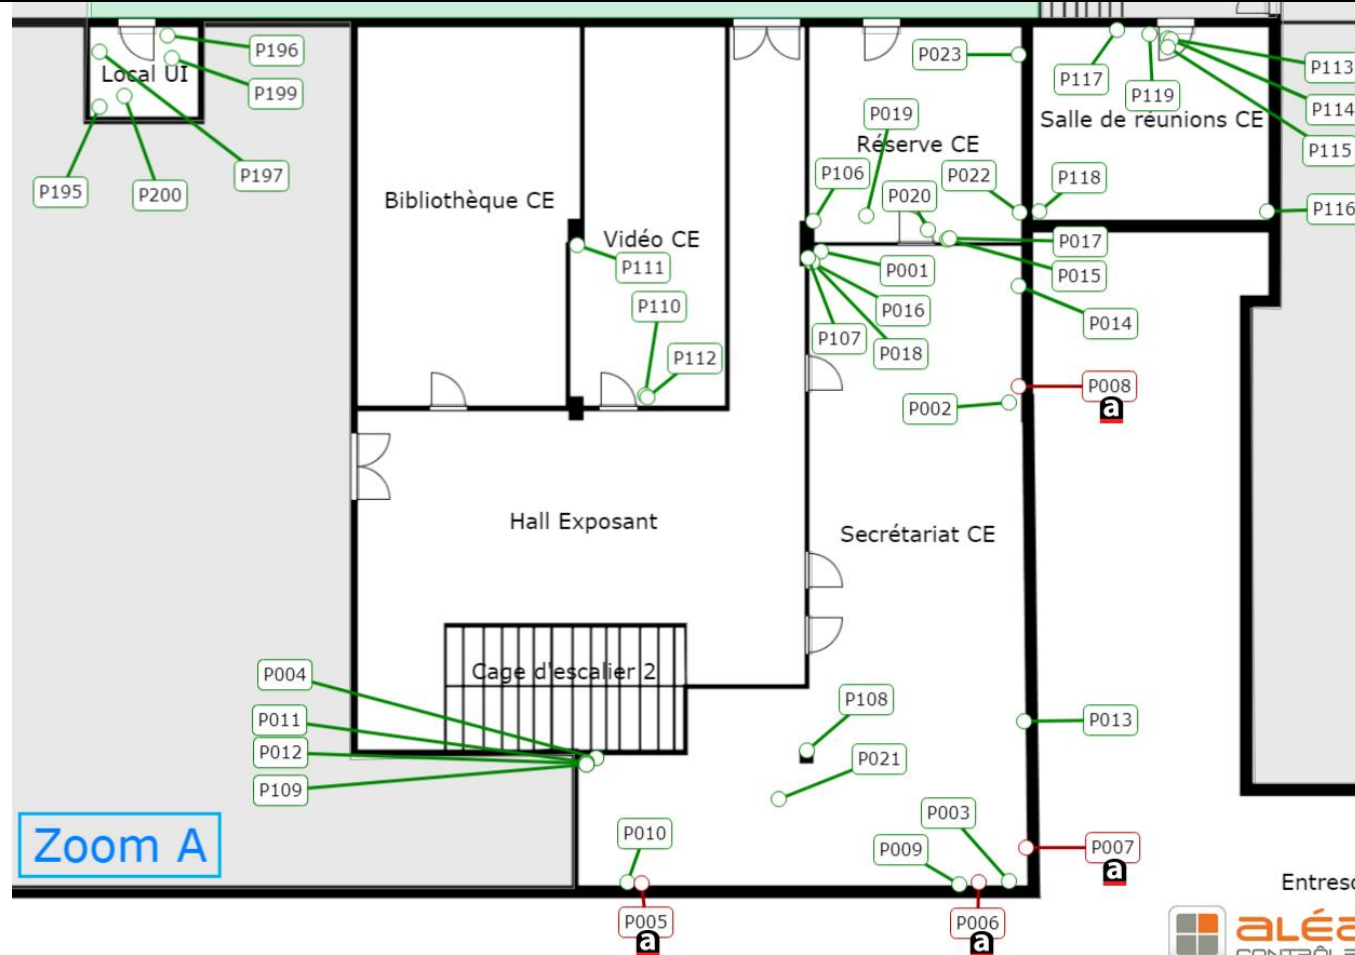 P196
P023
P113
Local UI
P117
P199
P119
P114
P019
Salle de réunions CE
Réserve CE
P115
P106
P022
P118
P197
P195
P200
P020
Bibliothèque CE
P116
Vidéo CE
P017
P111
P001
P015
P110
P016
P014
P107
P018
P112
P008
a
P002
Hall Exposant
Secrétariat CE
Cage d'escalier 2
P004
P108
P011
P013
P012
P021
P109
P003
P010
Zoom A
P009
P007
a
Entreso
P005
a
P006
a
aléa
CONTRÔLE